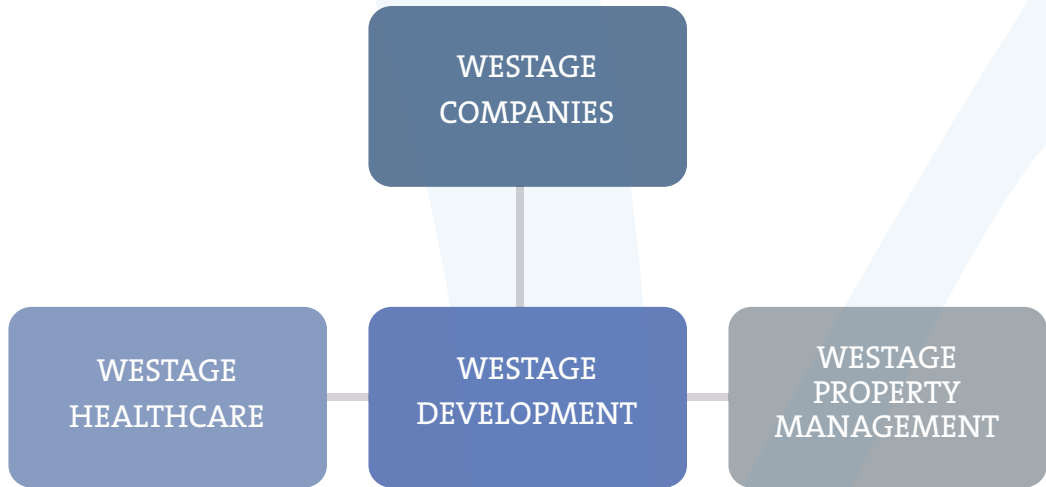 WESTAGE
COMPANIES
WESTAGE
HEALTHCARE
WESTAGE
DEVELOPMENT
WESTAGE
PROPERTY
MANAGEMENT